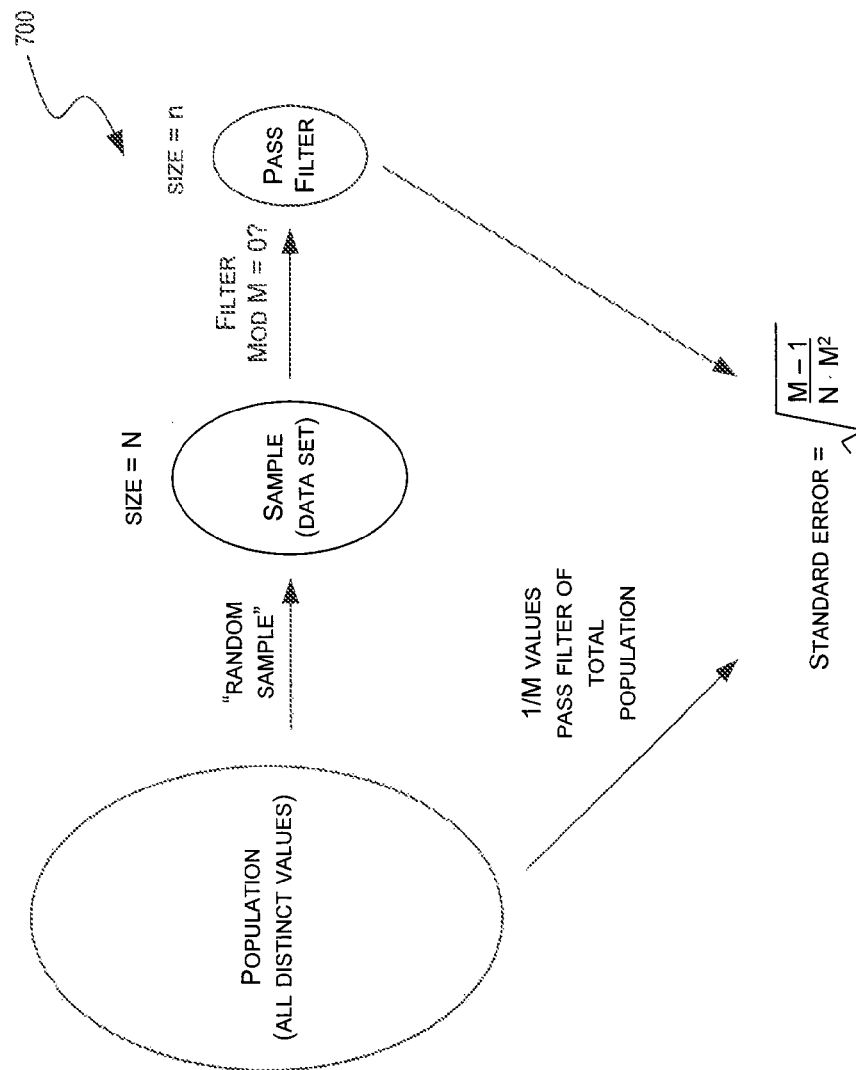 700
POPULATION
(ALL DISTINCT VALUES)
"RANDOM
SAMPLE"
SIZE = N
SAMPLE
(DATA SET)
FILTER
MOD M = 0?
SIZE = n
PASS
FILTER
1/M VALUES
PASS FILTER OF
TOTAL
POPULATION
STANDARD ERROR = √((M – 1) / (N · M²))